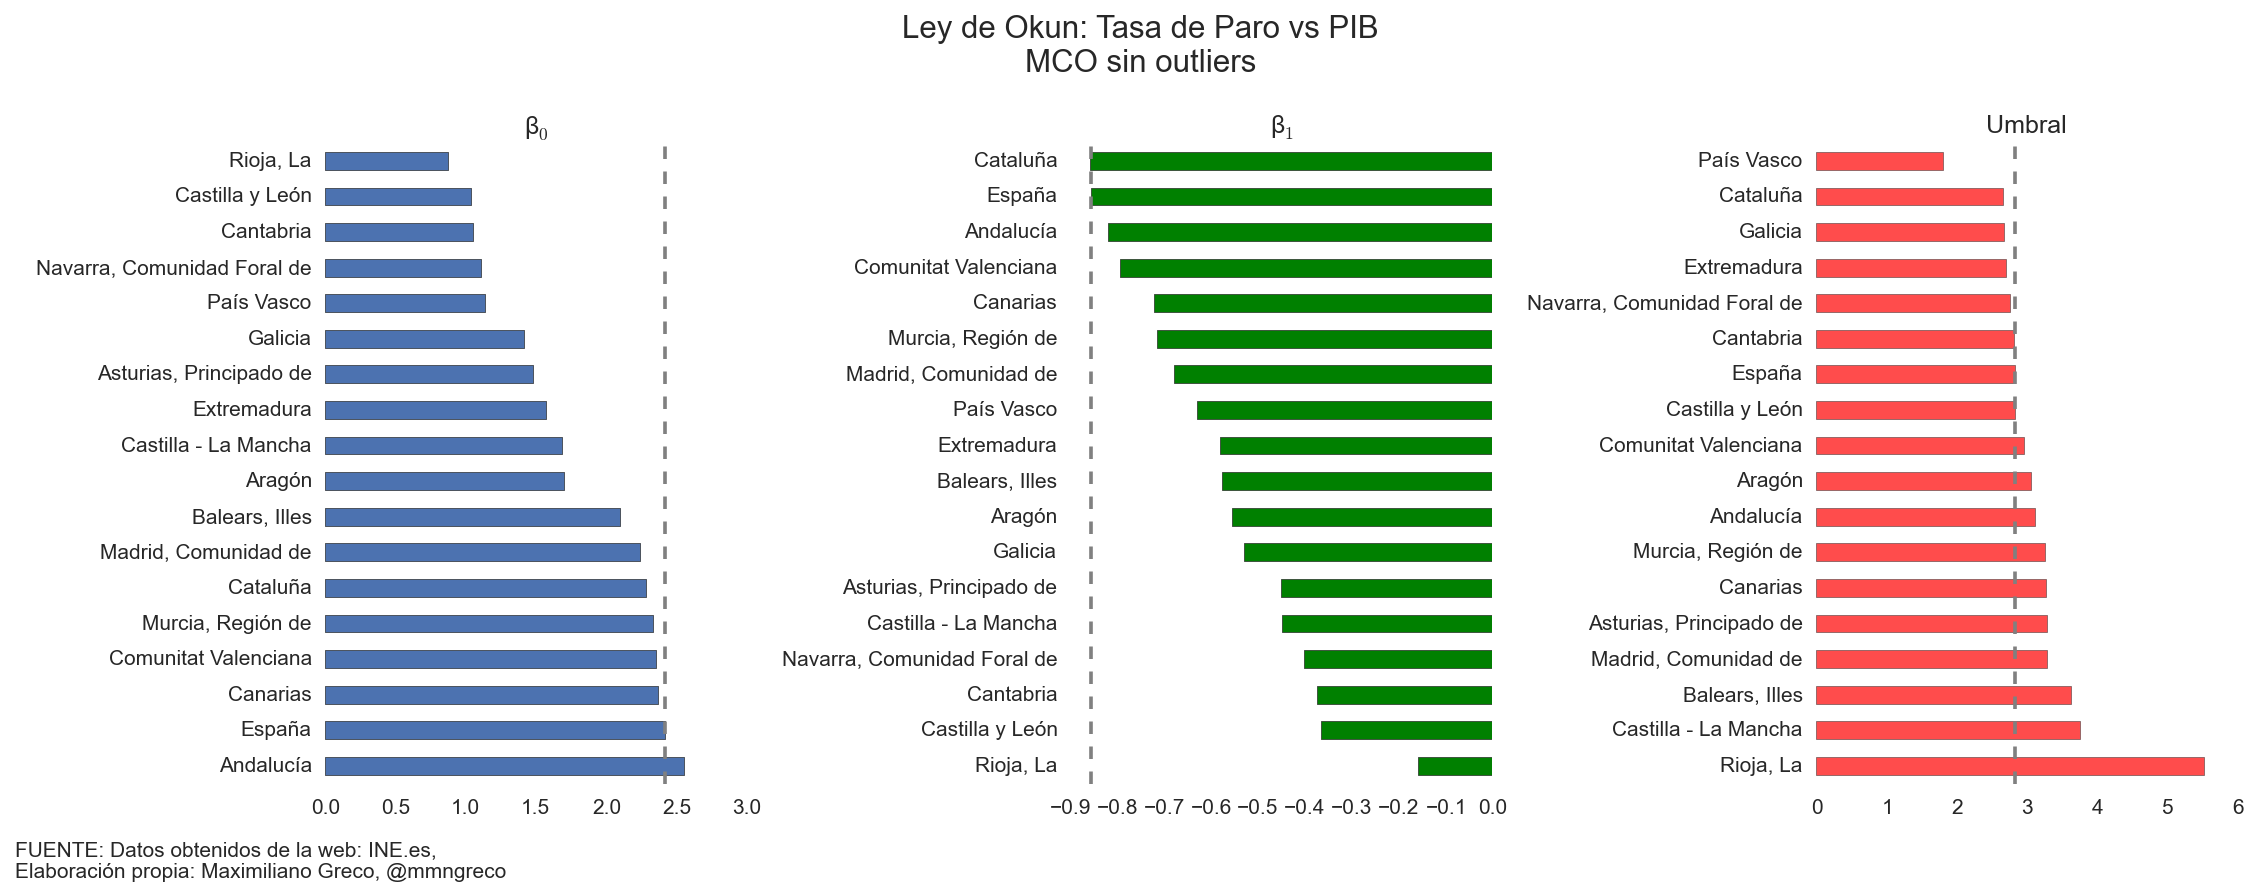 Ley de Okun: Tasa de Paro vs PIB
MCO sin outliers
β₀
Rioja, La
Castilla y León
Cantabria
Navarra, Comunidad Foral de
País Vasco
Galicia
Asturias, Principado de
Extremadura
Castilla - La Mancha
Aragón
Balears, Illes
Madrid, Comunidad de
Cataluña
Murcia, Región de
Comunitat Valenciana
Canarias
España
Andalucía
0.0 0.5 1.0 1.5 2.0 2.5 3.0
β₁
Cataluña
España
Andalucía
Comunitat Valenciana
Canarias
Murcia, Región de
Madrid, Comunidad de
País Vasco
Extremadura
Balears, Illes
Aragón
Galicia
Asturias, Principado de
Castilla - La Mancha
Navarra, Comunidad Foral de
Cantabria
Castilla y León
Rioja, La
−0.9 −0.8 −0.7 −0.6 −0.5 −0.4 −0.3 −0.2 −0.1 0.0
Umbral
País Vasco
Cataluña
Galicia
Extremadura
Navarra, Comunidad Foral de
Cantabria
España
Castilla y León
Comunitat Valenciana
Aragón
Andalucía
Murcia, Región de
Canarias
Asturias, Principado de
Madrid, Comunidad de
Balears, Illes
Castilla - La Mancha
Rioja, La
0 1 2 3 4 5 6
FUENTE: Datos obtenidos de la web: INE.es,
Elaboración propia: Maximiliano Greco, @mmngreco